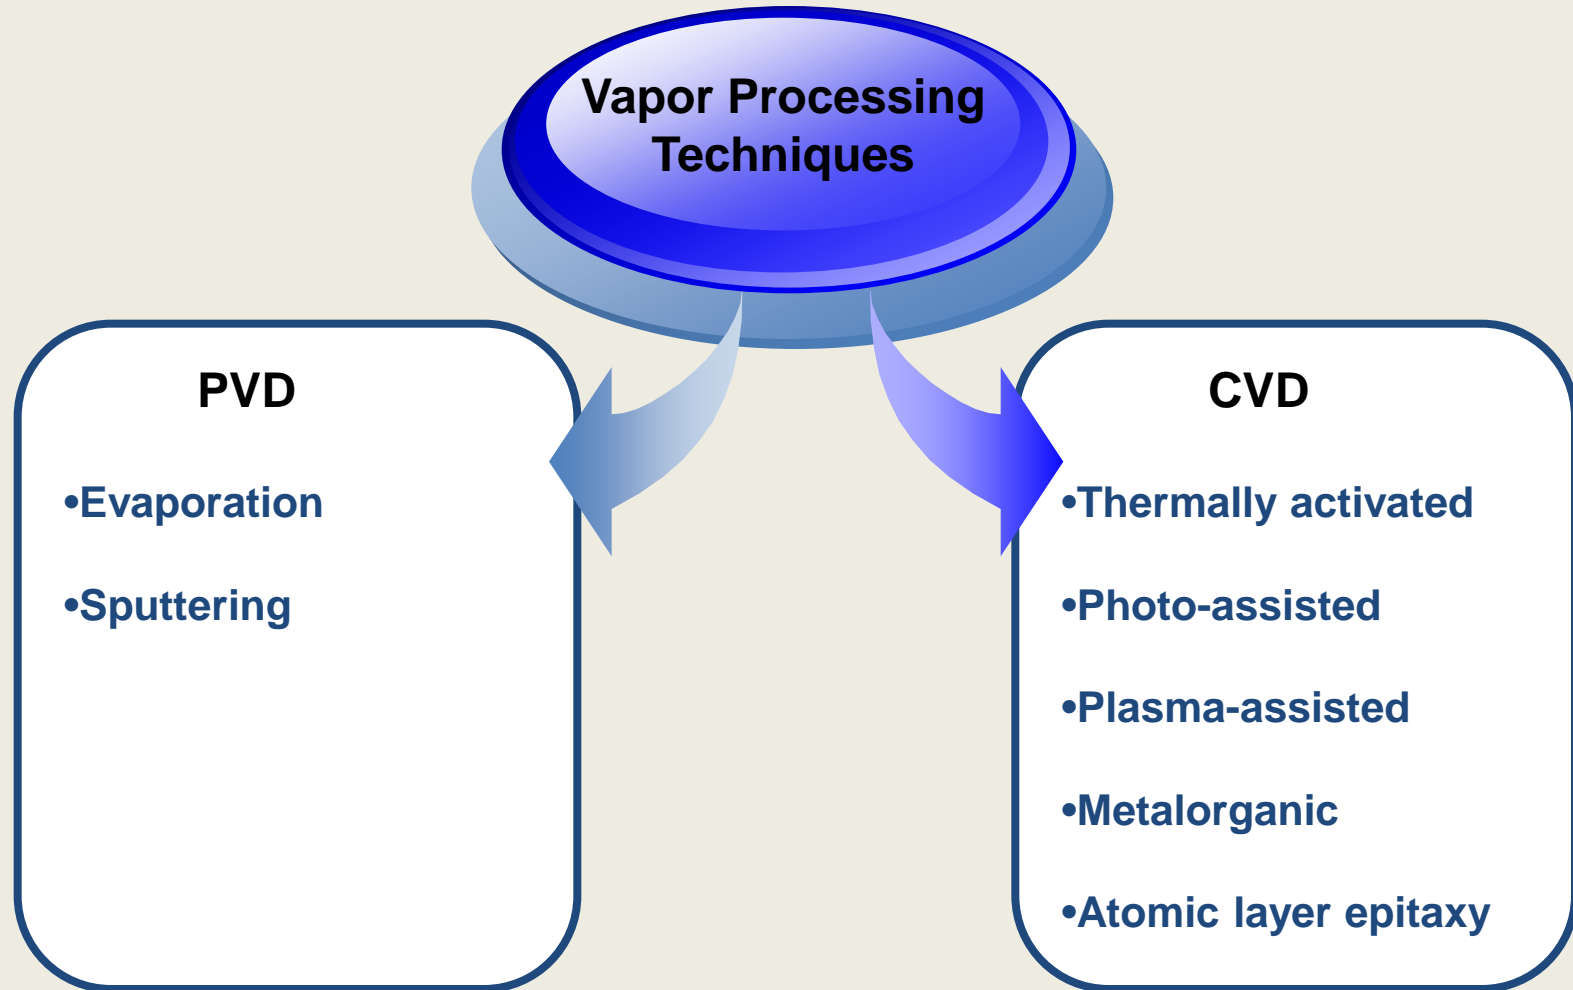 Vapor Processing
Techniques
PVD
•Evaporation
•Sputtering
CVD
•Thermally activated
•Photo-assisted
•Plasma-assisted
•Metalorganic
•Atomic layer epitaxy